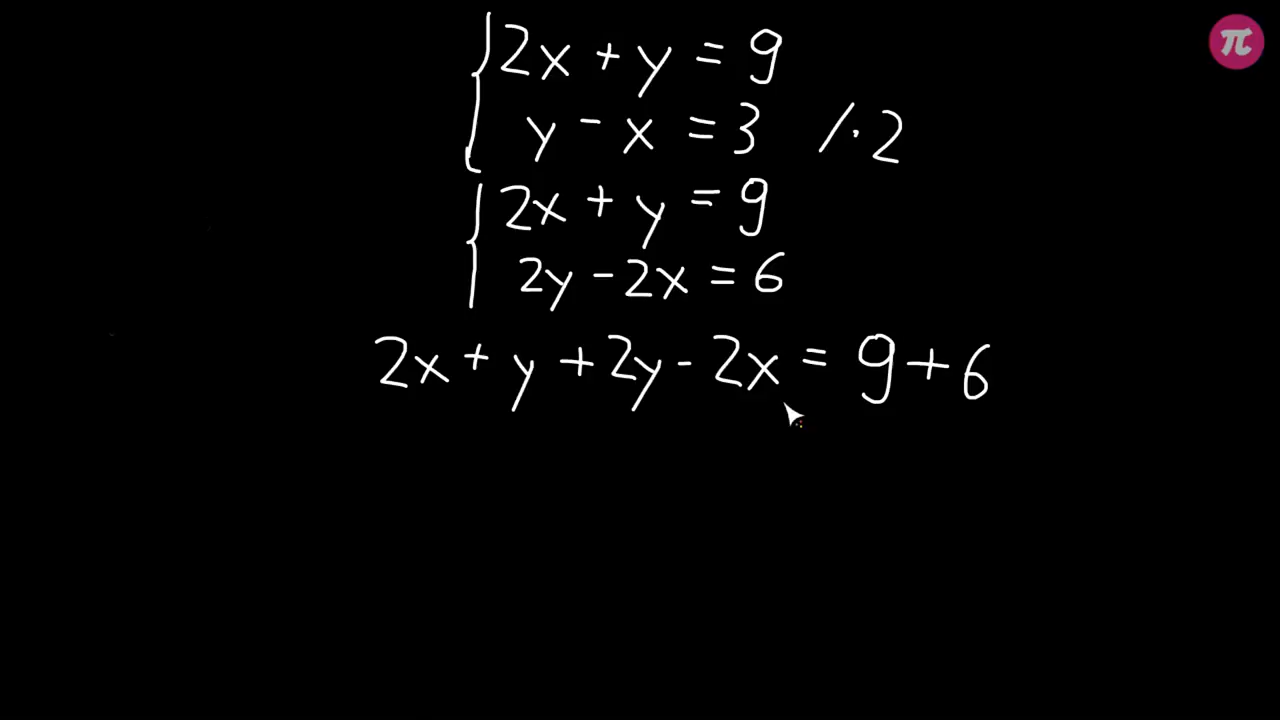 π
2x + y = 9
y - x = 3 / · 2
2x + y = 9
2y - 2x = 6
2x + y + 2y - 2x = 9 + 6